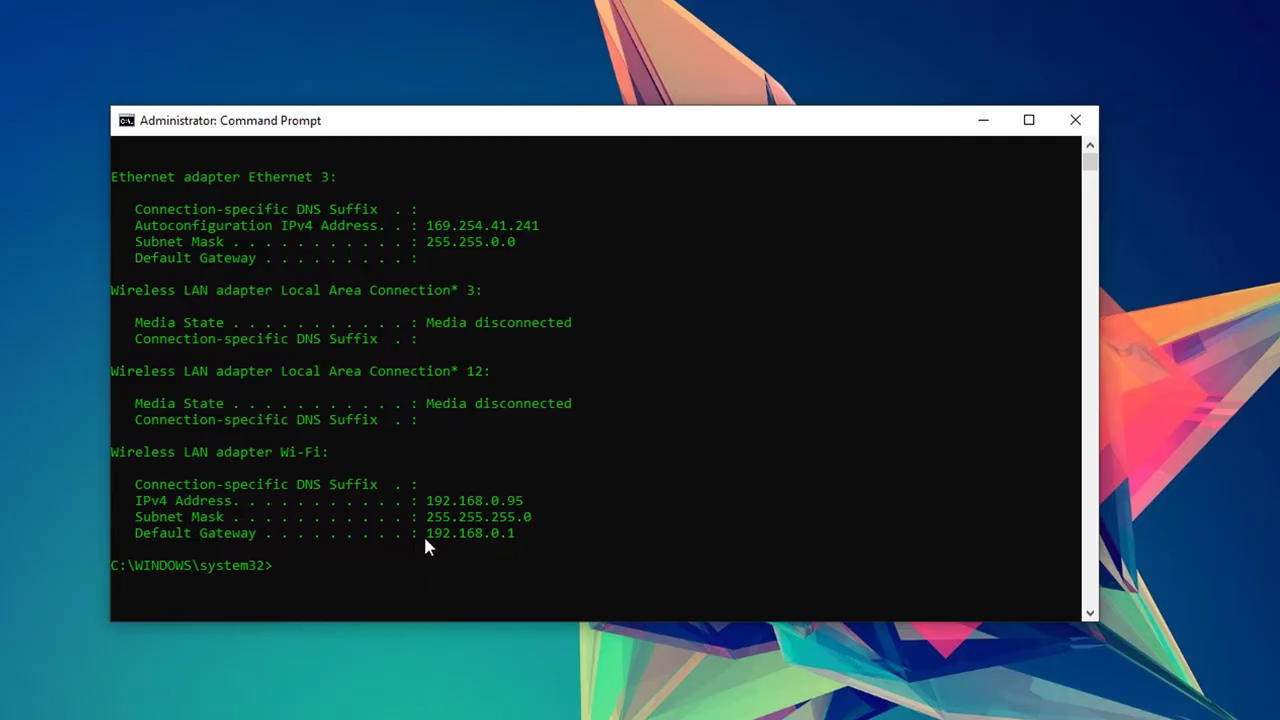 Administrator: Command Prompt
Ethernet adapter Ethernet 3:
Connection-specific DNS Suffix  . :
Autoconfiguration IPv4 Address. . : 169.254.41.241
Subnet Mask . . . . . . . . . . . : 255.255.0.0
Default Gateway . . . . . . . . . :
Wireless LAN adapter Local Area Connection* 3:
Media State . . . . . . . . . . . : Media disconnected
Connection-specific DNS Suffix  . :
Wireless LAN adapter Local Area Connection* 12:
Media State . . . . . . . . . . . : Media disconnected
Connection-specific DNS Suffix  . :
Wireless LAN adapter Wi-Fi:
Connection-specific DNS Suffix  . :
IPv4 Address. . . . . . . . . . . : 192.168.0.95
Subnet Mask . . . . . . . . . . . : 255.255.255.0
Default Gateway . . . . . . . . . : 192.168.0.1
C:\WINDOWS\system32>